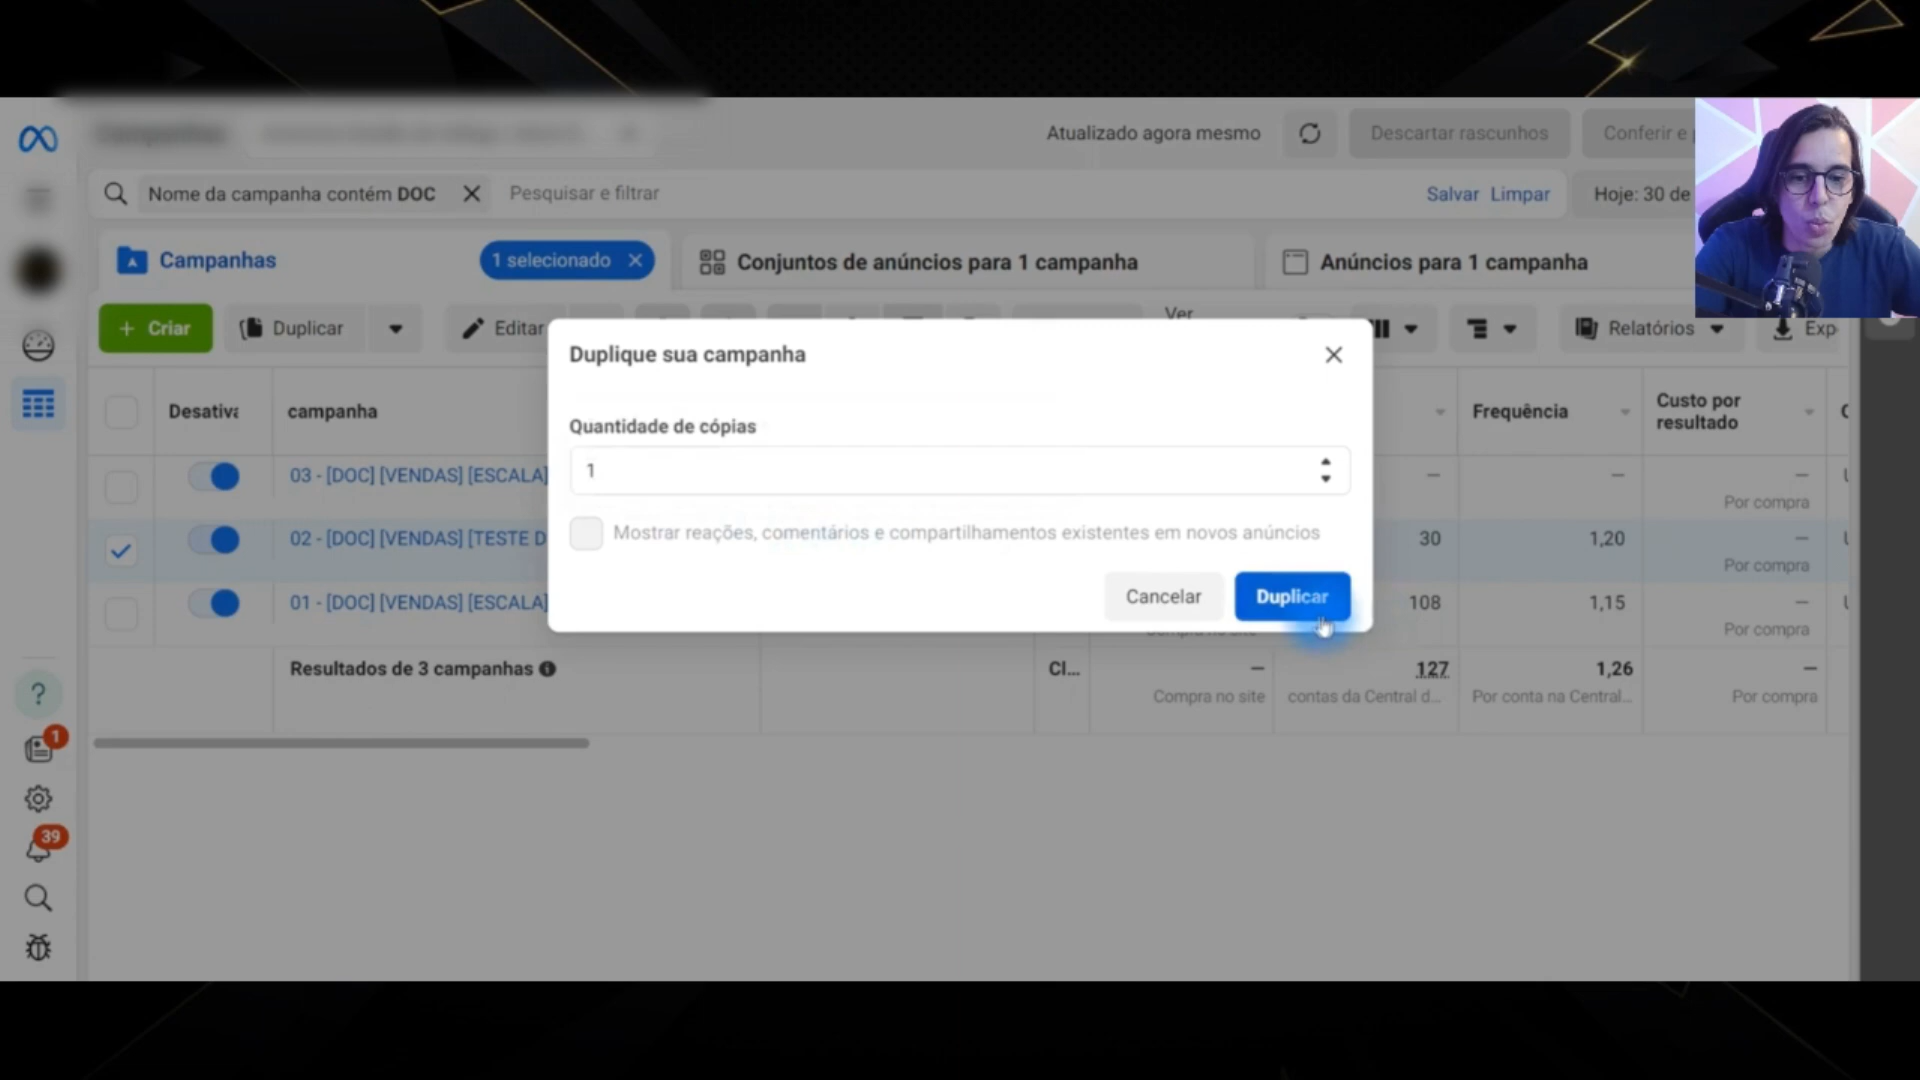 Atualizado agora mesmo
Descartar rascunhos
Conferir e
Nome da campanha contém DOC
Pesquisar e filtrar
Salvar Limpar
Hoje: 30 de
Campanhas
1 selecionado
Conjuntos de anúncios para 1 campanha
Anúncios para 1 campanha
+ Criar
Duplicar
Editar
Ver
Relatórios
Exp
Duplique sua campanha
Quantidade de cópias
1
Mostrar reações, comentários e compartilhamentos existentes em novos anúncios
Cancelar
Duplicar
campanha
Frequência
Custo por
resultado
03 - [DOC] [VENDAS] [ESCALA]
—
—
—
Por compra
02 - [DOC] [VENDAS] [TESTE D
30
1,20
—
Por compra
01 - [DOC] [VENDAS] [ESCALA]
108
1,15
—
Por compra
Resultados de 3 campanhas
Cl...
—
127
1,26
—
Compra no site
contas da Central d...
Por conta na Central...
Por compra
?
1
39